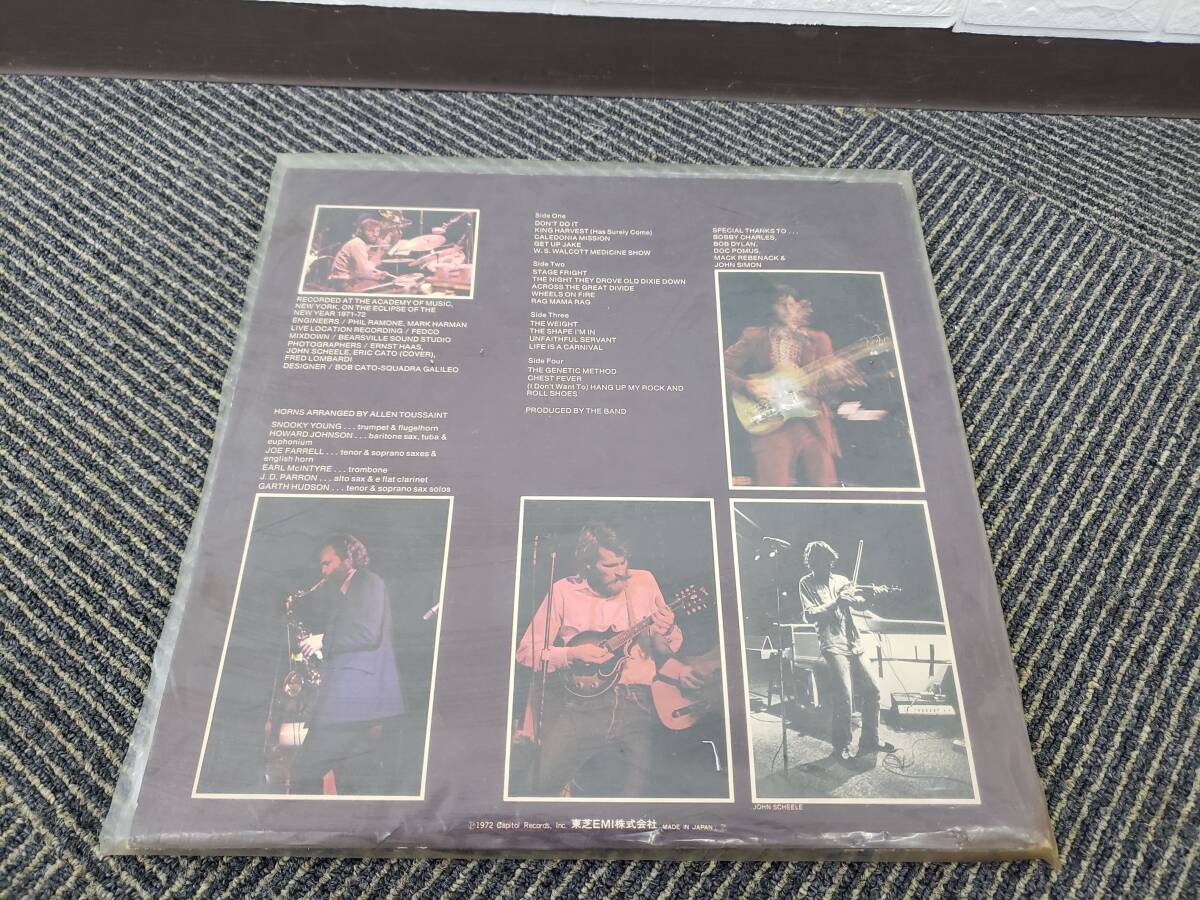 RECORDED AT THE ACADEMY OF MUSIC,
NEW YORK, ON THE ECLIPSE OF THE
NEW YEAR 1971-72
ENGINEERS / PHIL RAMONE, MARK HARMAN
LIVE LOCATION RECORDING / FEDCO
MIXDOWN / BEARSVILLE SOUND STUDIO
PHOTOGRAPHERS / ERNST HAAS,
JOHN SCHEELE, ERIC CATO (COVER),
FRED LOMBARDI
DESIGNER / BOB CATO-SQUADRA GALILEO
HORNS ARRANGED BY ALLEN TOUSSAINT
SNOOKY YOUNG . . . trumpet & flugelhorn
HOWARD JOHNSON . . . baritone sax, tuba &
euphonium
JOE FARRELL . . . tenor & soprano saxes &
english horn
EARL McINTYRE . . . trombone
J. D. PARRON . . . alto sax & e flat clarinet
GARTH HUDSON . . . tenor & soprano sax solos
Side One
DON'T DO IT
KING HARVEST (Has Surely Come)
CALEDONIA MISSION
GET UP JAKE
W. S. WALCOTT MEDICINE SHOW
Side Two
STAGE FRIGHT
THE NIGHT THEY DROVE OLD DIXIE DOWN
ACROSS THE GREAT DIVIDE
WHEELS ON FIRE
RAG MAMA RAG
Side Three
THE WEIGHT
THE SHAPE I'M IN
UNFAITHFUL SERVANT
LIFE IS A CARNIVAL
Side Four
THE GENETIC METHOD
CHEST FEVER
(I Don't Want To) HANG UP MY ROCK AND
ROLL SHOES
PRODUCED BY THE BAND
SPECIAL THANKS TO . . .
BOBBY CHARLES,
BOB DYLAN,
DOC POMUS,
MACK REBENACK &
JOHN SIMON
JOHN SCHEELE
Ⓟ1972 Capitol Records, Inc. 東芝EMI株式会社 MADE IN JAPAN